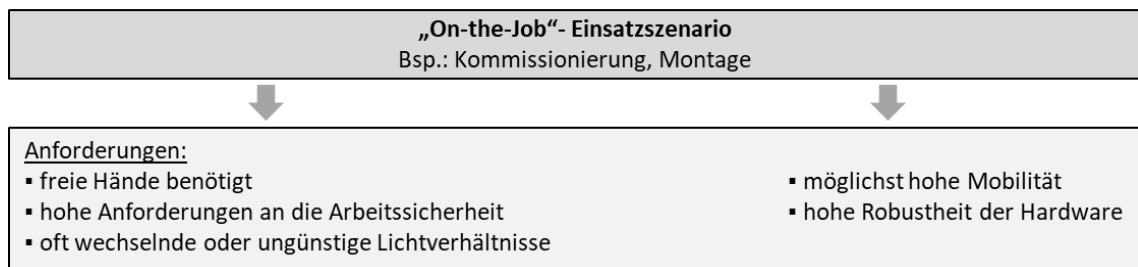 „On-the-Job“- Einsatzszenario
Bsp.: Kommissionierung, Montage
Anforderungen:
▪ freie Hände benötigt
▪ hohe Anforderungen an die Arbeitssicherheit
▪ oft wechselnde oder ungünstige Lichtverhältnisse
▪ möglichst hohe Mobilität
▪ hohe Robustheit der Hardware